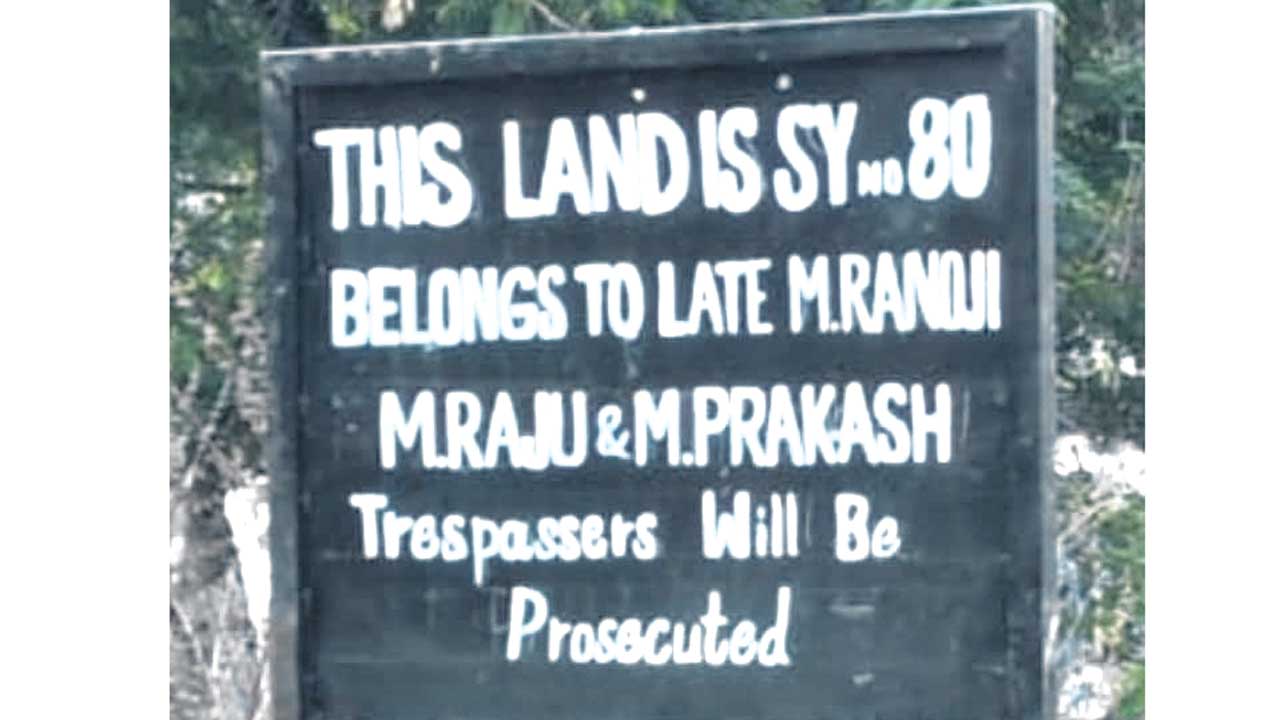 THIS LAND IS SY NO 80
BELONGS TO LATE M.RANOJI
M.RAJU & M.PRAKASH
Trespassers Will Be
Prosecuted